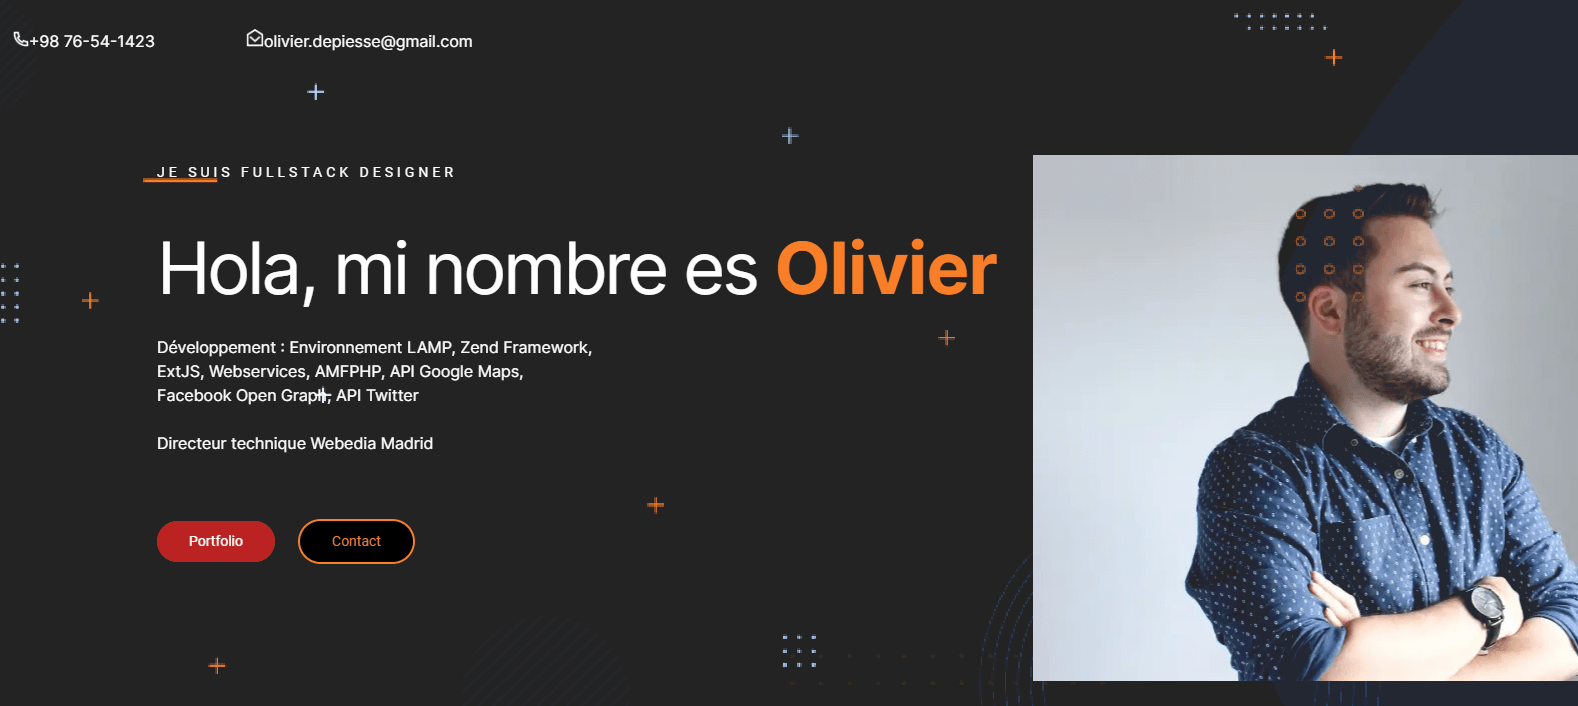 +98 76-54-1423
olivier.depiesse@gmail.com
JE SUIS FULLSTACK DESIGNER
Hola, mi nombre es Olivier
Développement : Environnement LAMP, Zend Framework,
ExtJS, Webservices, AMFPHP, API Google Maps,
Facebook Open Graph, API Twitter
Directeur technique Webedia Madrid
Portfolio
Contact